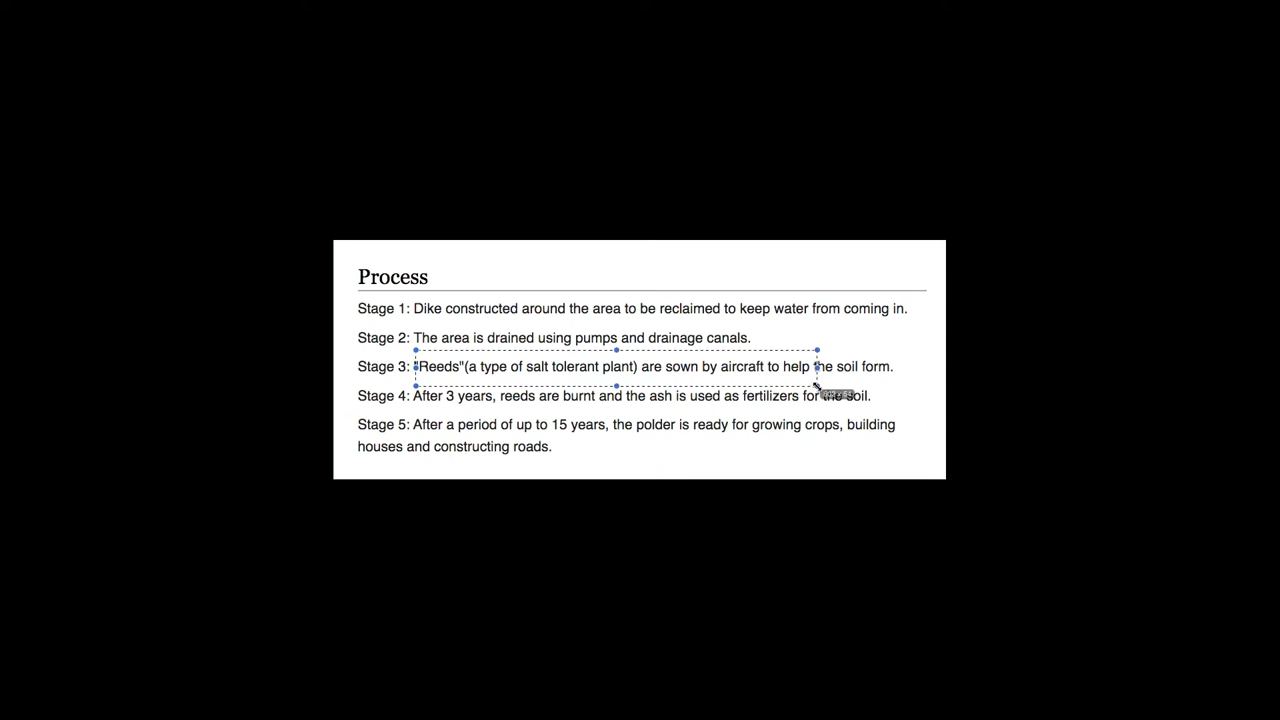 Process
Stage 1: Dike constructed around the area to be reclaimed to keep water from coming in.
Stage 2: The area is drained using pumps and drainage canals.
Stage 3: "Reeds"(a type of salt tolerant plant) are sown by aircraft to help the soil form.
Stage 4: After 3 years, reeds are burnt and the ash is used as fertilizers for the soil.
Stage 5: After a period of up to 15 years, the polder is ready for growing crops, building
houses and constructing roads.